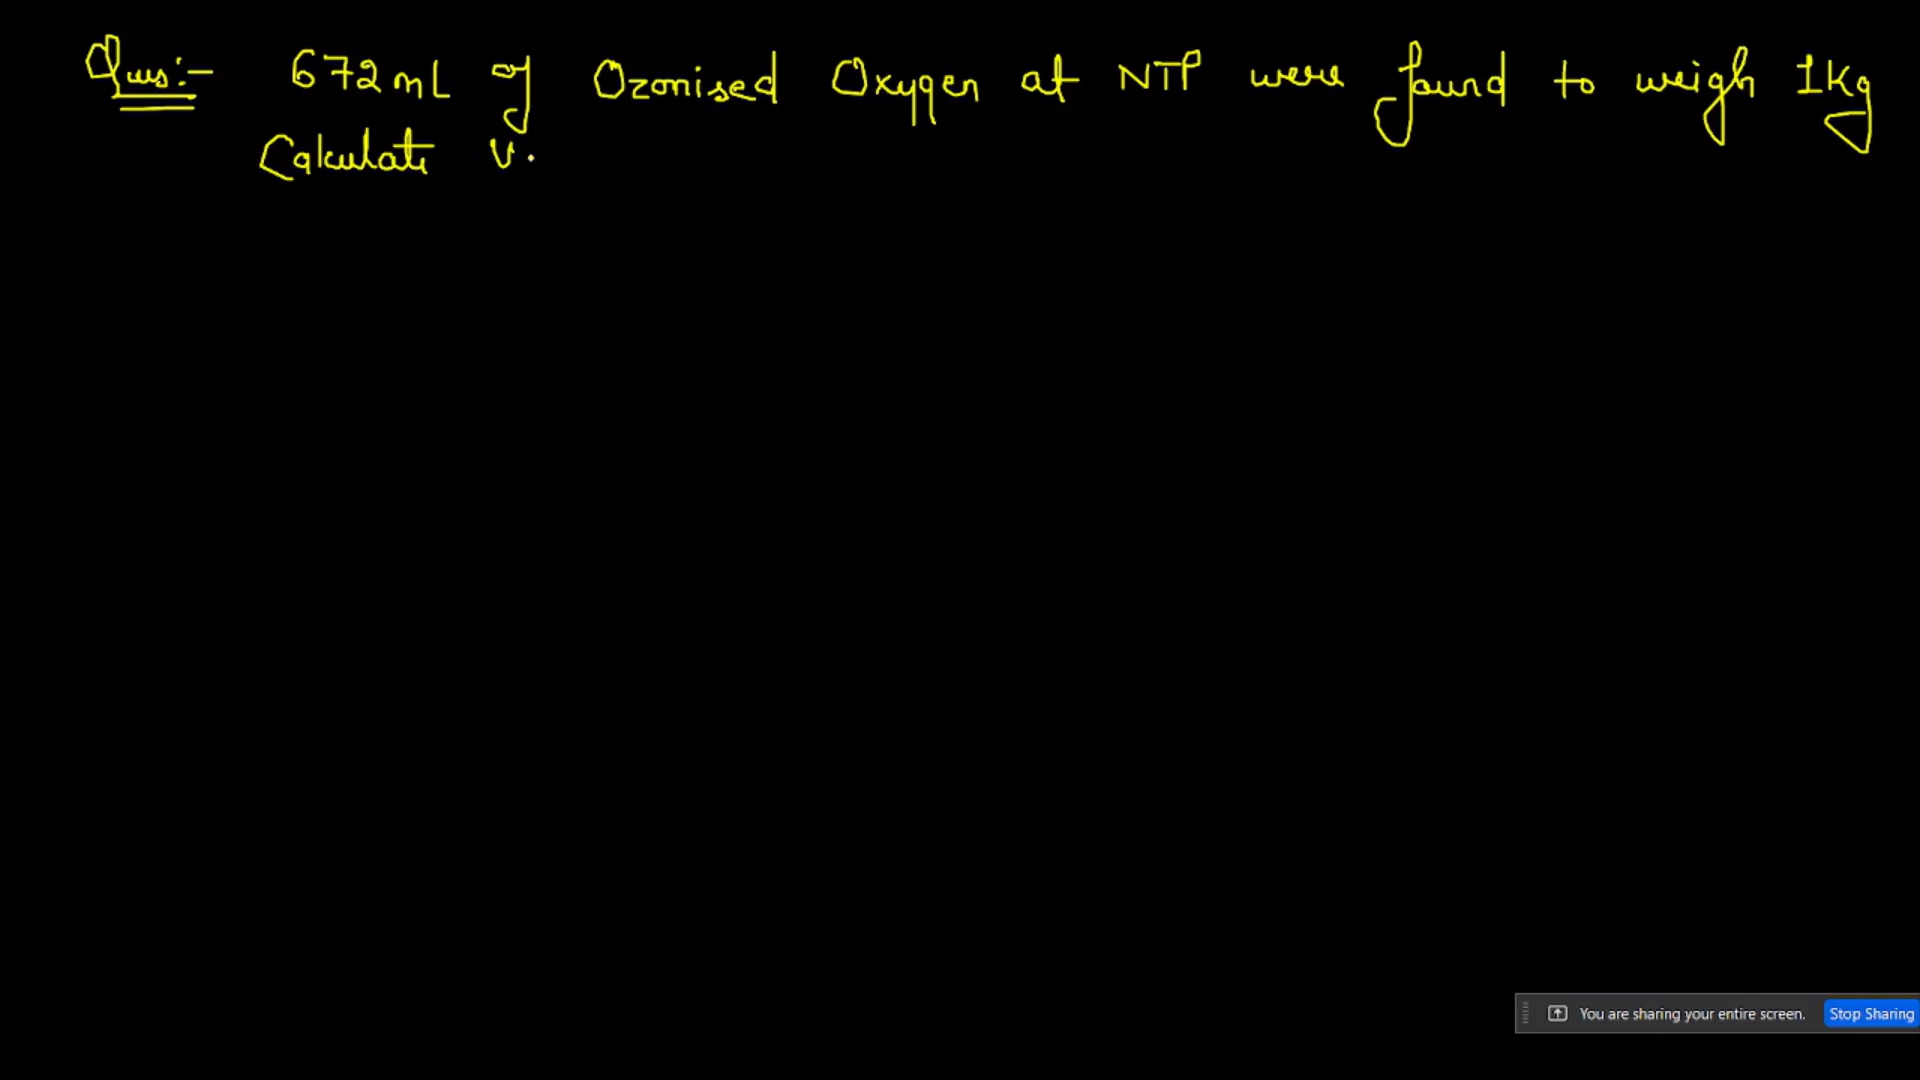 Ques:- 672 mL of Ozonised Oxygen at NTP were found to weigh 1Kg
Calculate v.
You are sharing your entire screen. Stop Sharing